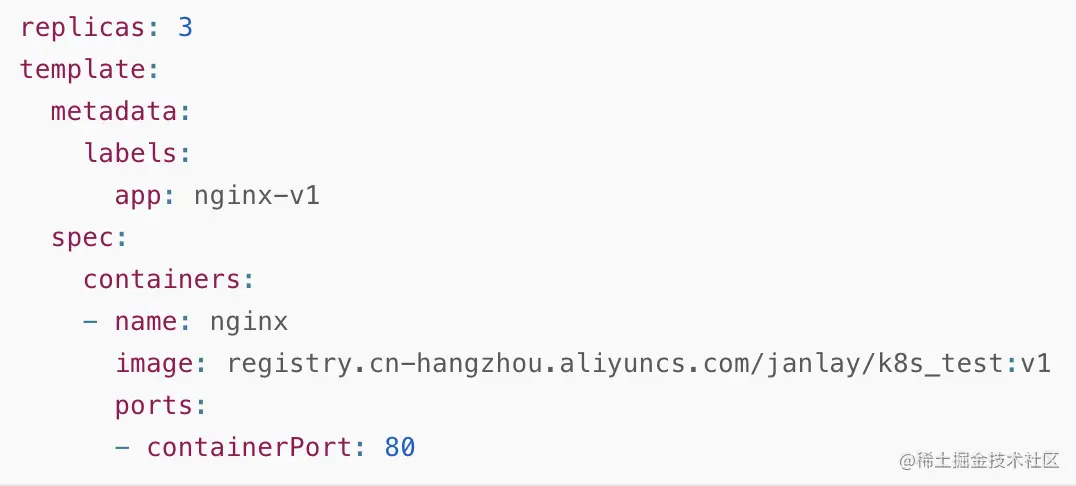 replicas: 3
template:
  metadata:
    labels:
      app: nginx-v1
  spec:
    containers:
    - name: nginx
      image: registry.cn-hangzhou.aliyuncs.com/janlay/k8s_test:v1
      ports:
      - containerPort: 80
@稀土掘金技术社区